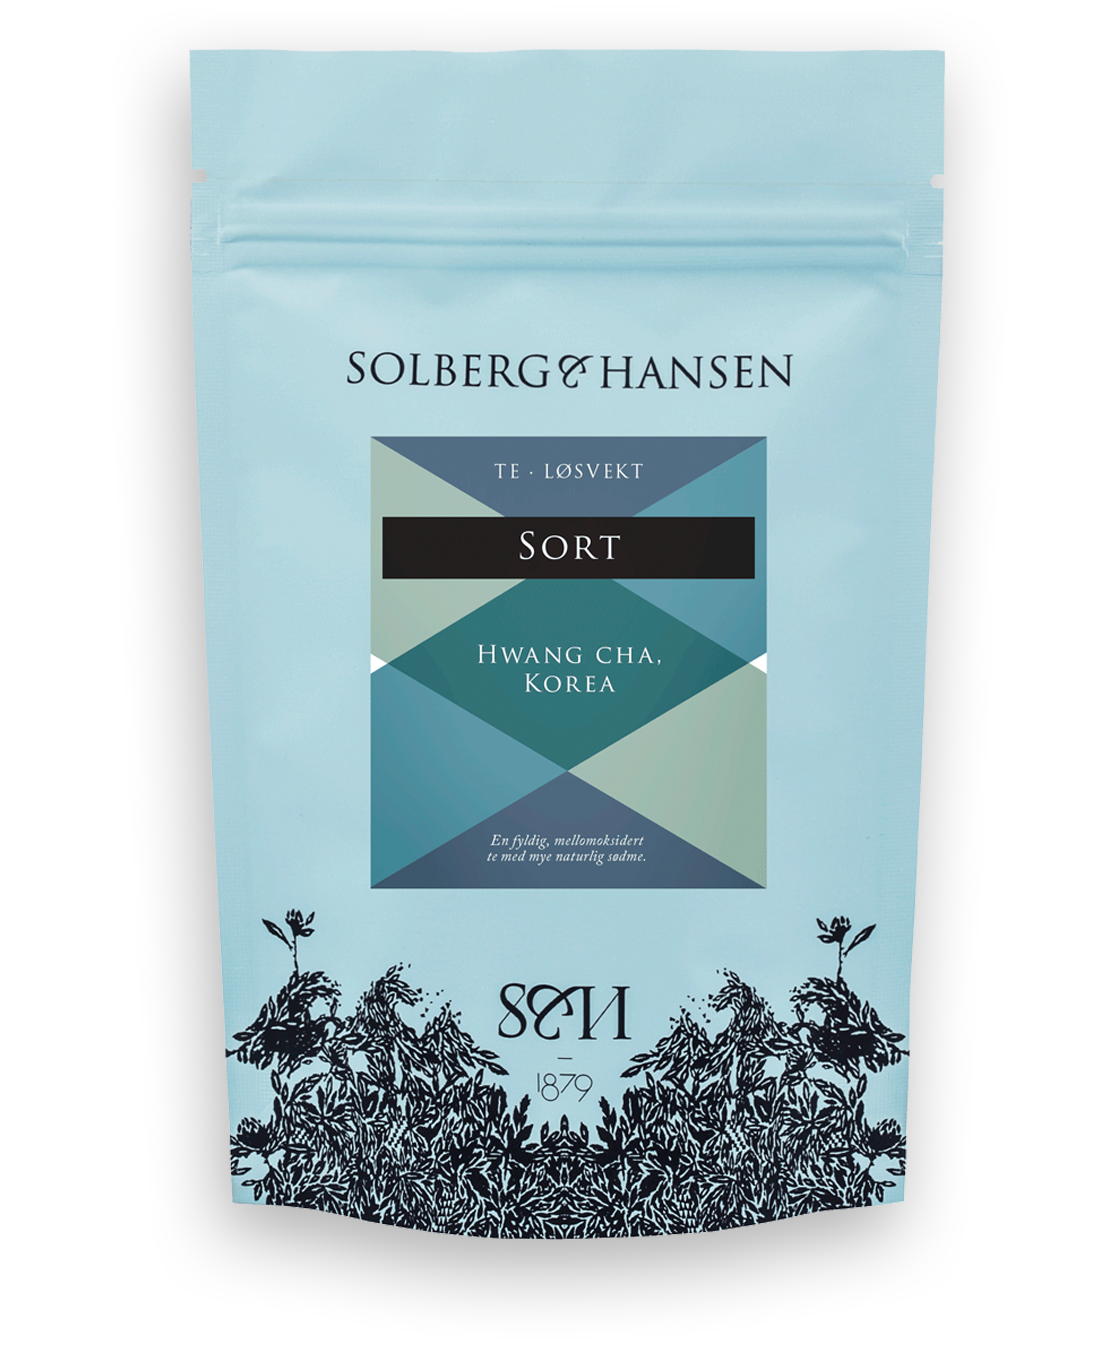 SOLBERG & HANSEN
TE · LØSVEKT
SORT
HWANG CHA,
KOREA
En fyldig, mellomoksidert
te med mye naturlig sødme.
S&H
1879